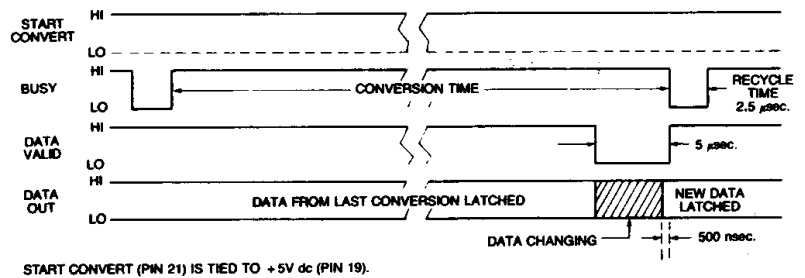 START
CONVERT
HI
LO
BUSY
HI
LO
CONVERSION TIME
RECYCLE
TIME
2.5 µsec.
DATA
VALID
HI
LO
5 µsec.
DATA
OUT
HI
LO
DATA FROM LAST CONVERSION LATCHED
NEW DATA
LATCHED
DATA CHANGING
500 nsec.
START CONVERT (PIN 21) IS TIED TO +5V dc (PIN 19).